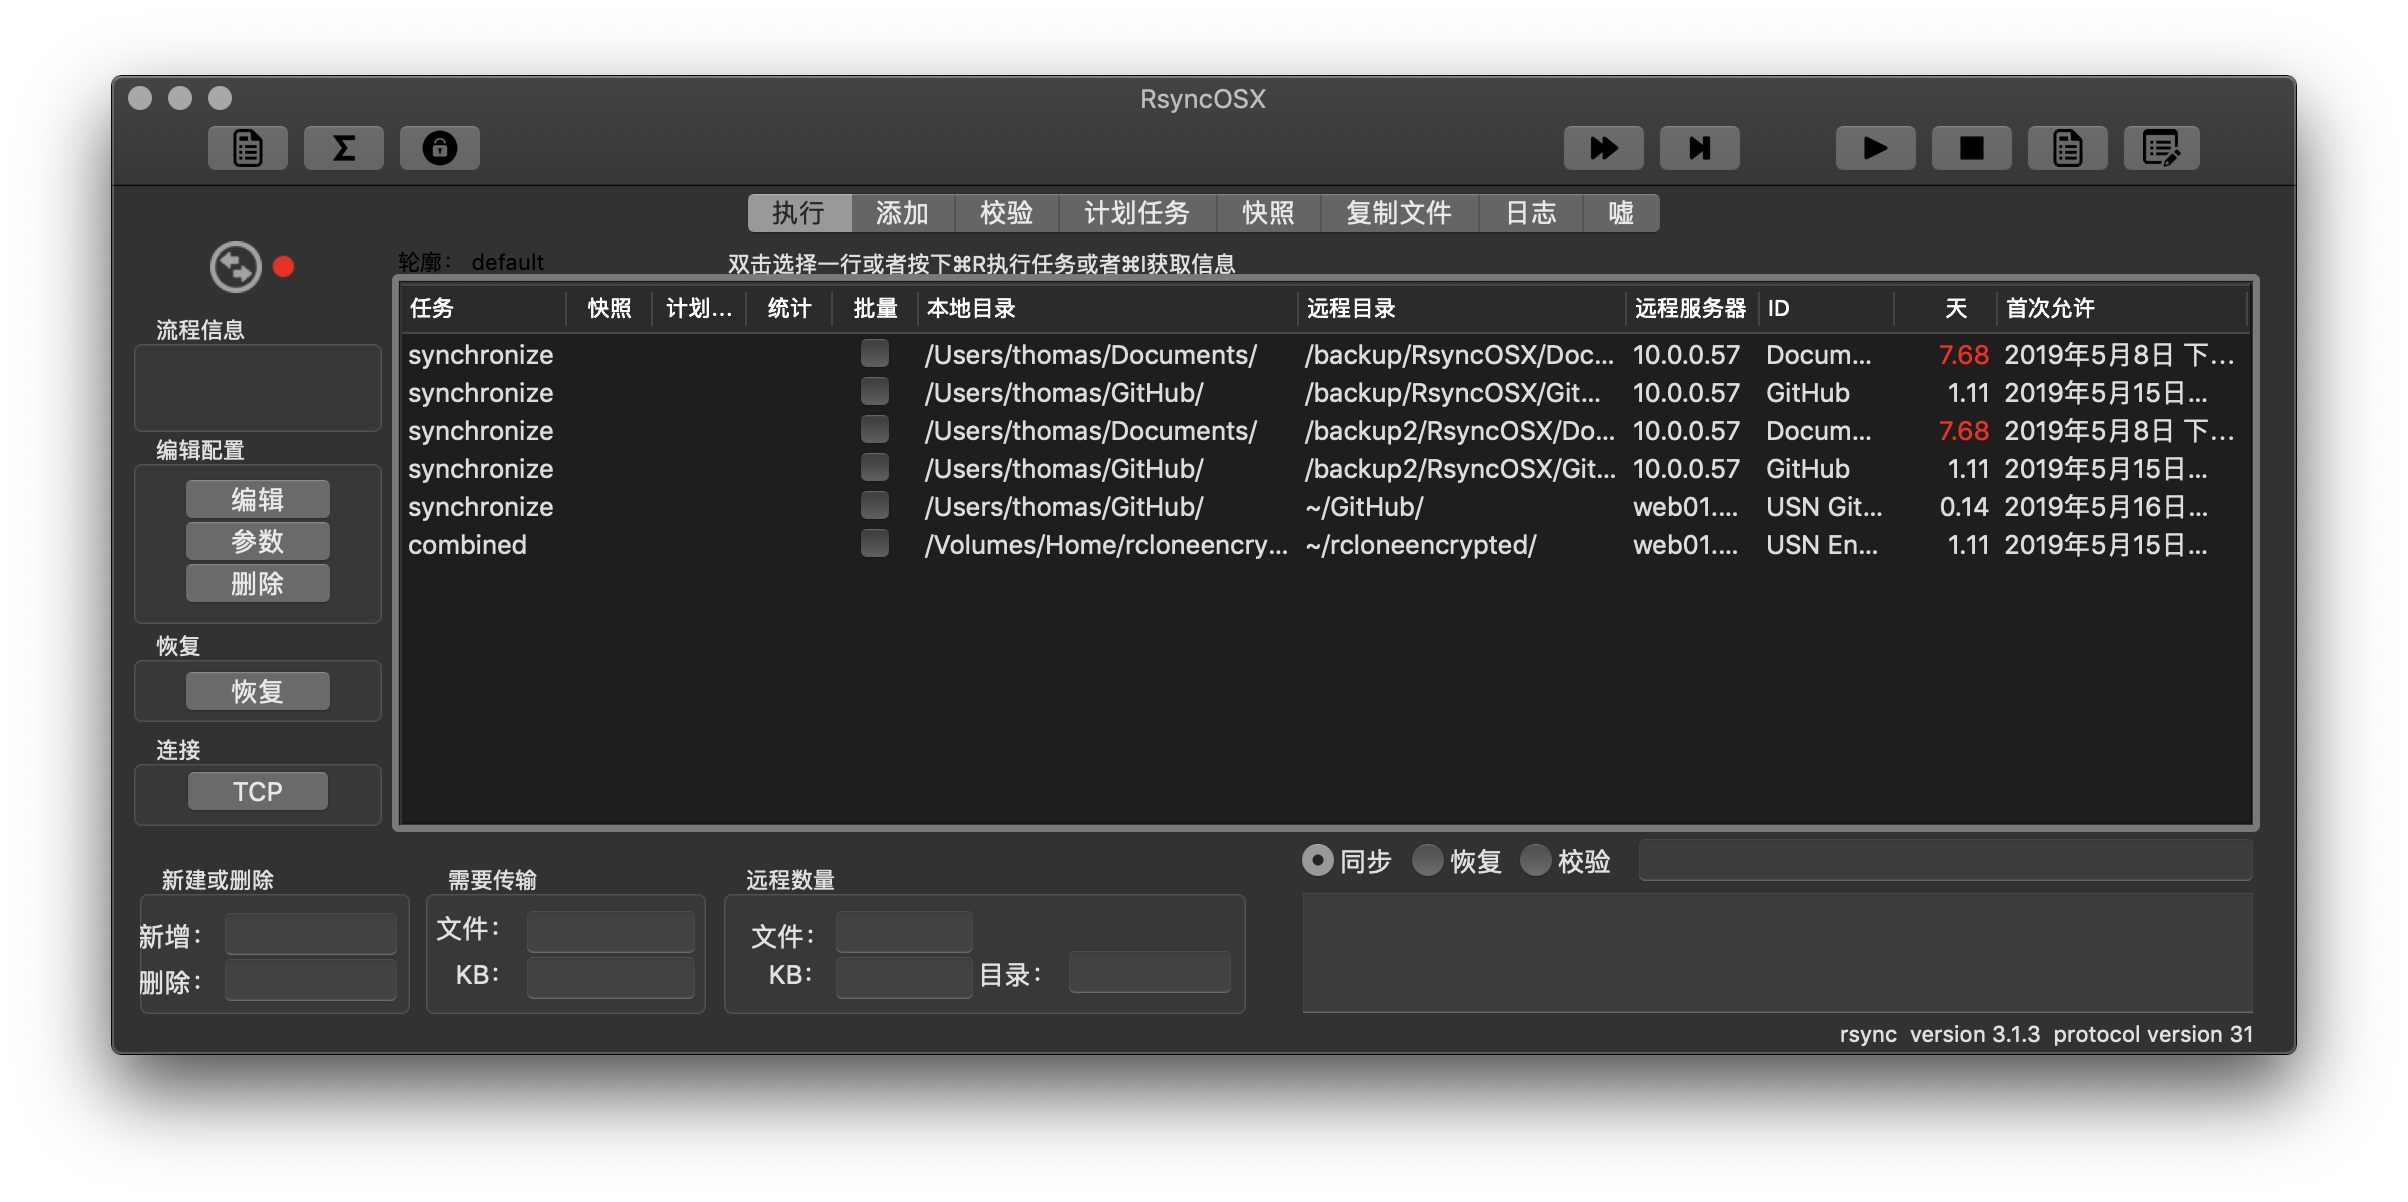 RsyncOSX
执行 添加 校验 计划任务 快照 复制文件 日志 嘘
轮廓： default
双击选择一行或者按下⌘R执行任务或者⌘I获取信息
流程信息
编辑配置
编辑
参数
删除
恢复
恢复
连接
TCP
任务 快照 计划... 统计 批量 本地目录 远程目录 远程服务器 ID 天 首次允许
synchronize /Users/thomas/Documents/ /backup/RsyncOSX/Doc... 10.0.0.57 Docum... 7.68 2019年5月8日 下...
synchronize /Users/thomas/GitHub/ /backup/RsyncOSX/Git... 10.0.0.57 GitHub 1.11 2019年5月15日...
synchronize /Users/thomas/Documents/ /backup2/RsyncOSX/Do... 10.0.0.57 Docum... 7.68 2019年5月8日 下...
synchronize /Users/thomas/GitHub/ /backup2/RsyncOSX/Git... 10.0.0.57 GitHub 1.11 2019年5月15日...
synchronize /Users/thomas/GitHub/ ~/GitHub/ web01.... USN Git... 0.14 2019年5月16日...
combined /Volumes/Home/rcloneencry... ~/rcloneencrypted/ web01.... USN En... 1.11 2019年5月15日...
同步 恢复 校验
新建或删除
新增：
删除：
需要传输
文件：
KB：
远程数量
文件：
KB： 目录：
rsync version 3.1.3 protocol version 31